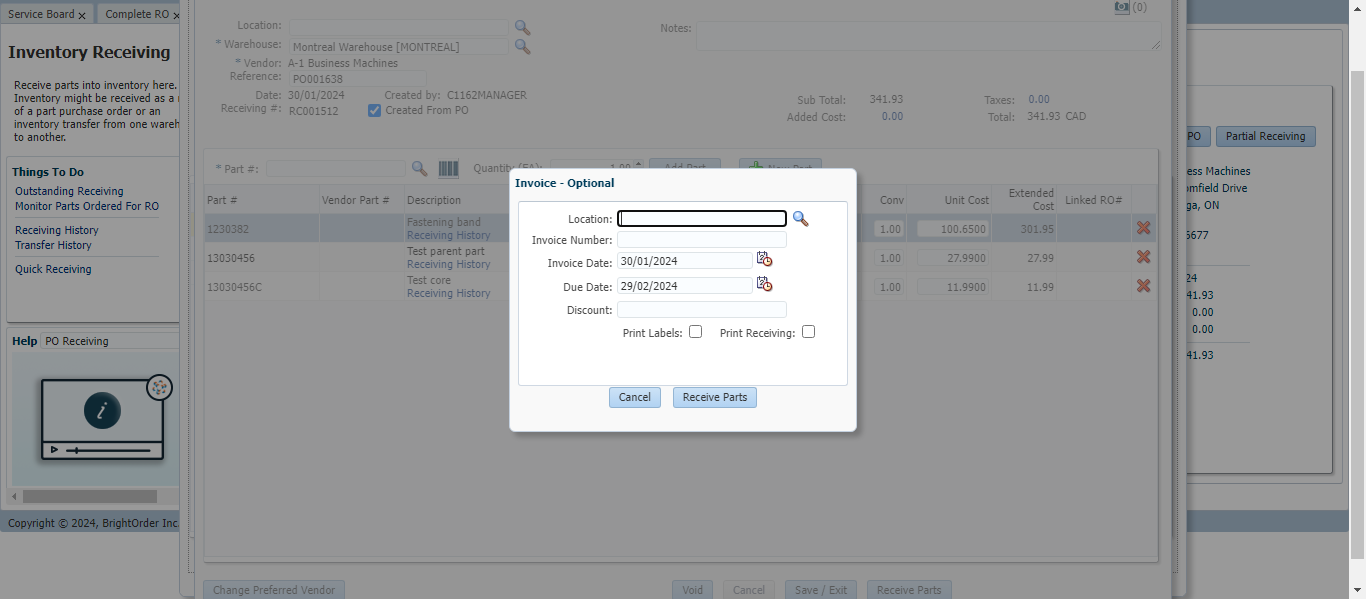 Service Board x
Complete RO x
Inventory Receiving
Receive parts into inventory here.
Inventory might be received as a
of a part purchase order or an
inventory transfer from one wareh
to another.
Things To Do
Outstanding Receiving
Monitor Parts Ordered For RO
Receiving History
Transfer History
Quick Receiving
Help PO Receiving
Copyright © 2024, BrightOrder Inc.
(0)
Location:
Notes:
* Warehouse: Montreal Warehouse [MONTREAL]
* Vendor: A-1 Business Machines
Reference: PO001638
Date: 30/01/2024 Created by: C1162MANAGER
Receiving #: RC001512 Created From PO
Sub Total: 341.93 Taxes: 0.00
Added Cost: 0.00 Total: 341.93 CAD
* Part #: Quantity (EA): 1.00 Add Part New Part
Part # Vendor Part # Description Conv Unit Cost Extended Cost Linked RO#
1230382 Fastening band 1.00 100.6500 301.95
Receiving History
13030456 Test parent part 1.00 27.9900 27.99
Receiving History
13030456C Test core 1.00 11.9900 11.99
Receiving History
Invoice - Optional
Location:
Invoice Number:
Invoice Date: 30/01/2024
Due Date: 29/02/2024
Discount:
Print Labels: Print Receiving:
Cancel Receive Parts
Change Preferred Vendor Void Cancel Save / Exit Receive Parts
PO Partial Receiving
ess Machines
omfield Drive
ga, ON
6677
24
41.93
0.00
0.00
41.93